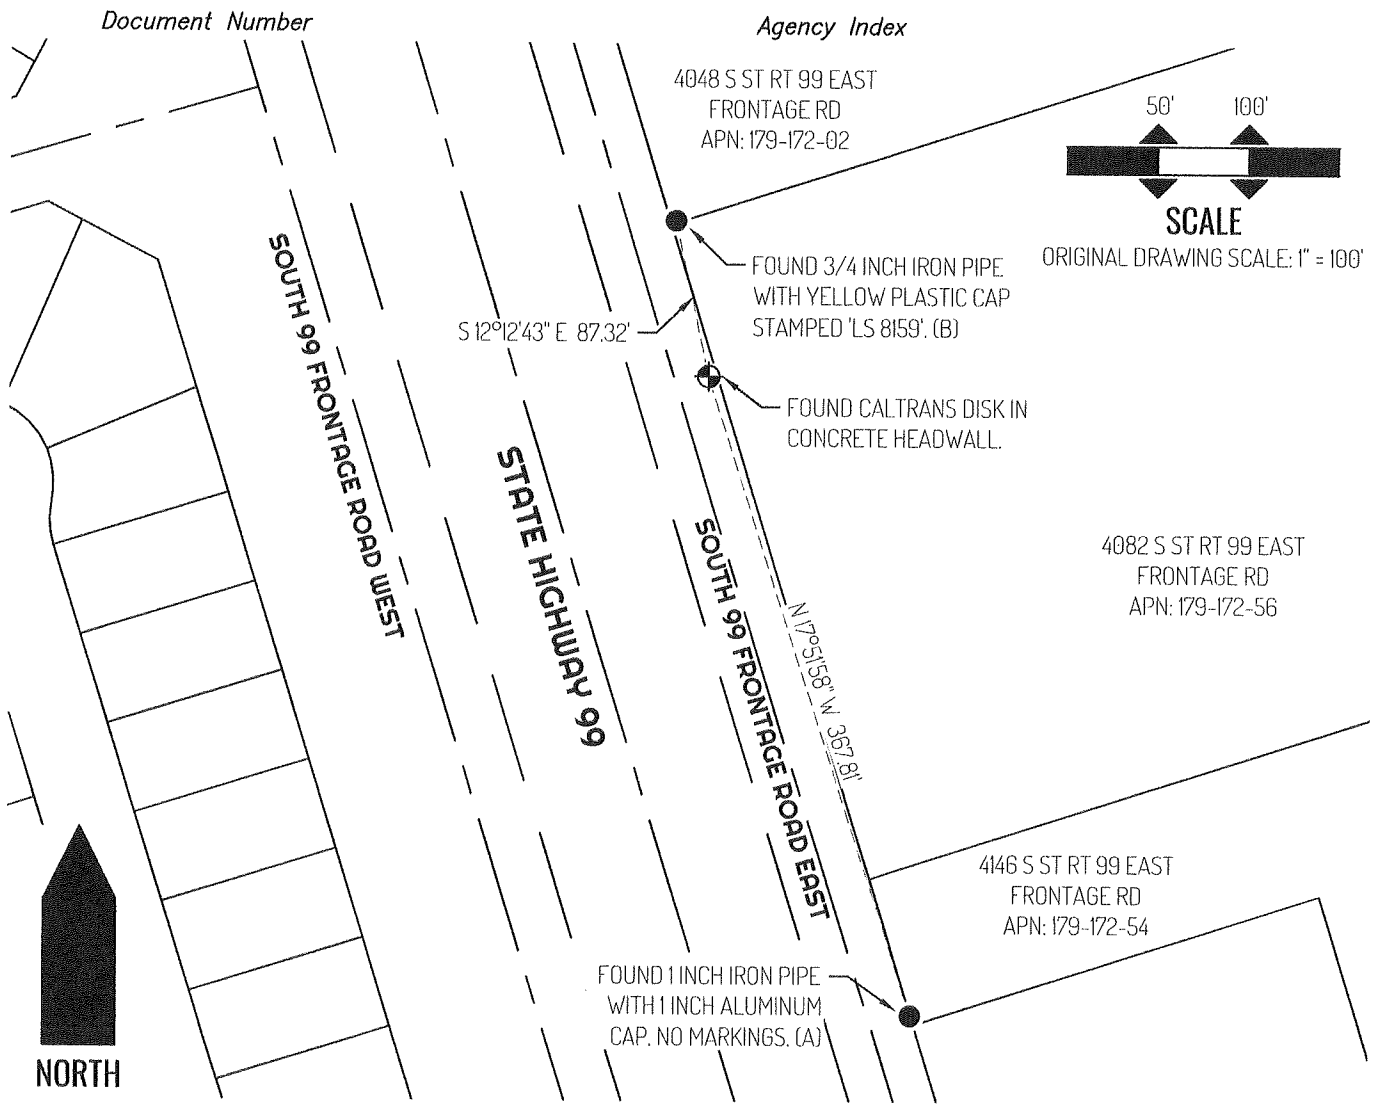 Document Number
Agency Index
4048 S ST RT 99 EAST
FRONTAGE RD
APN: 179-172-02
50' 100'
SCALE
ORIGINAL DRAWING SCALE: 1" = 100'
FOUND 3/4 INCH IRON PIPE
WITH YELLOW PLASTIC CAP
STAMPED 'LS 8159'. (B)
S 12°12'43" E 87.32'
FOUND CALTRANS DISK IN
CONCRETE HEADWALL.
SOUTH 99 FRONTAGE ROAD WEST
STATE HIGHWAY 99
SOUTH 99 FRONTAGE ROAD EAST
N 17°51'58" W 367.81'
4082 S ST RT 99 EAST
FRONTAGE RD
APN: 179-172-56
4146 S ST RT 99 EAST
FRONTAGE RD
APN: 179-172-54
FOUND 1 INCH IRON PIPE
WITH 1 INCH ALUMINUM
CAP. NO MARKINGS. (A)
NORTH